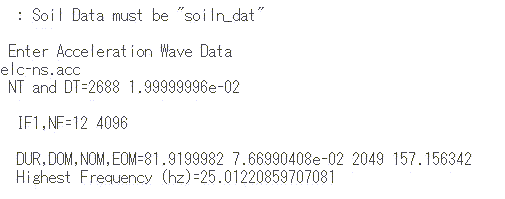 : Soil Data must be "soiln_dat"
Enter Acceleration Wave Data
elc-ns.acc
NT and DT=2688 1.99999996e-02
IF1,NF=12 4096
DUR,DOM,NOM,EOM=81.9199982 7.66990408e-02 2049 157.156342
Highest Frequency (hz)=25.01220859707081